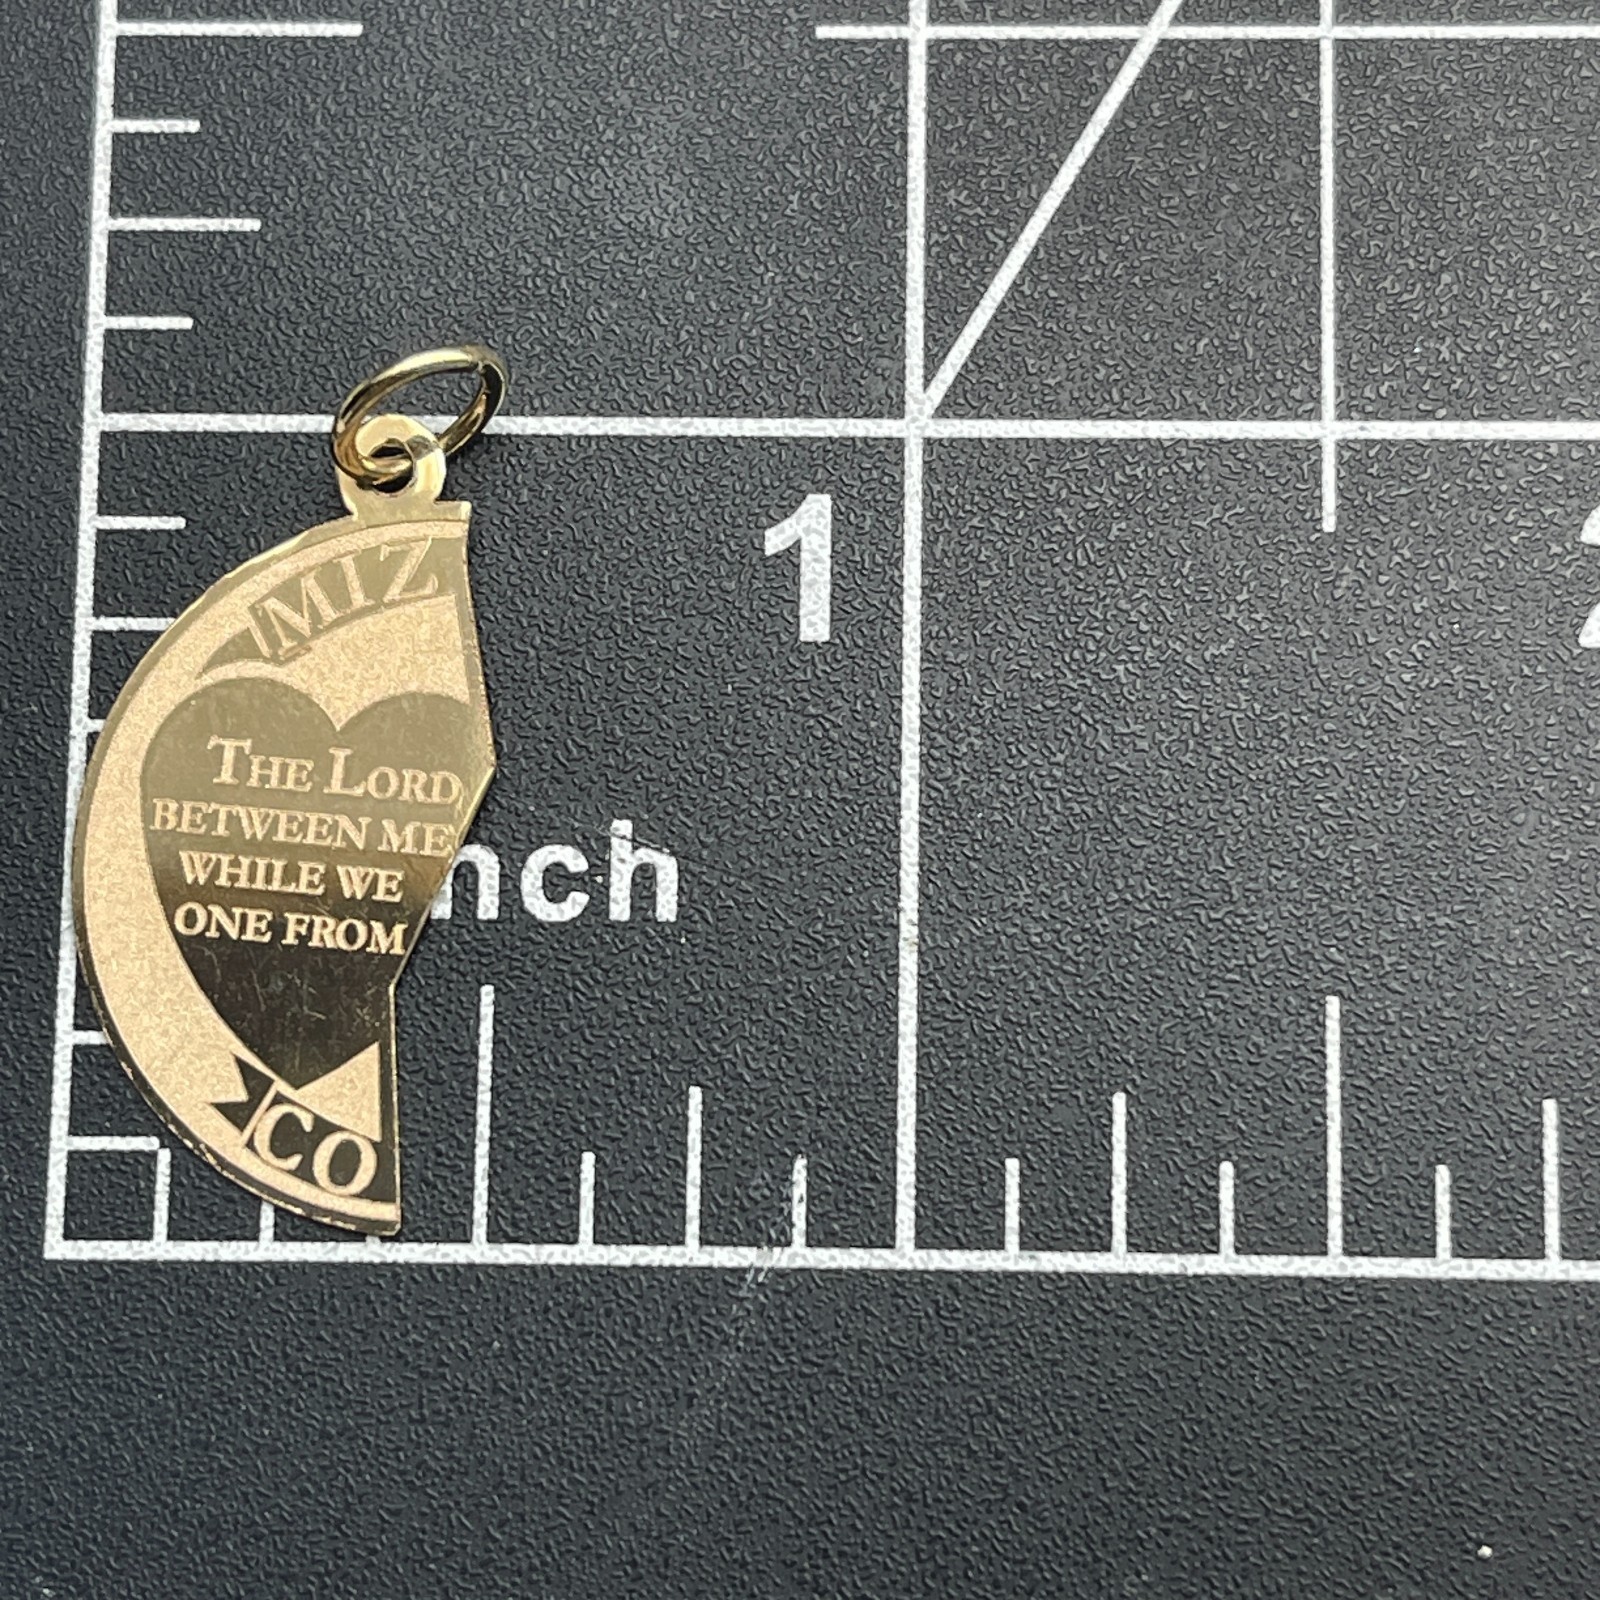 MIZ
THE LORD
BETWEEN ME
WHILE WE
ONE FROM
CO
1
nch